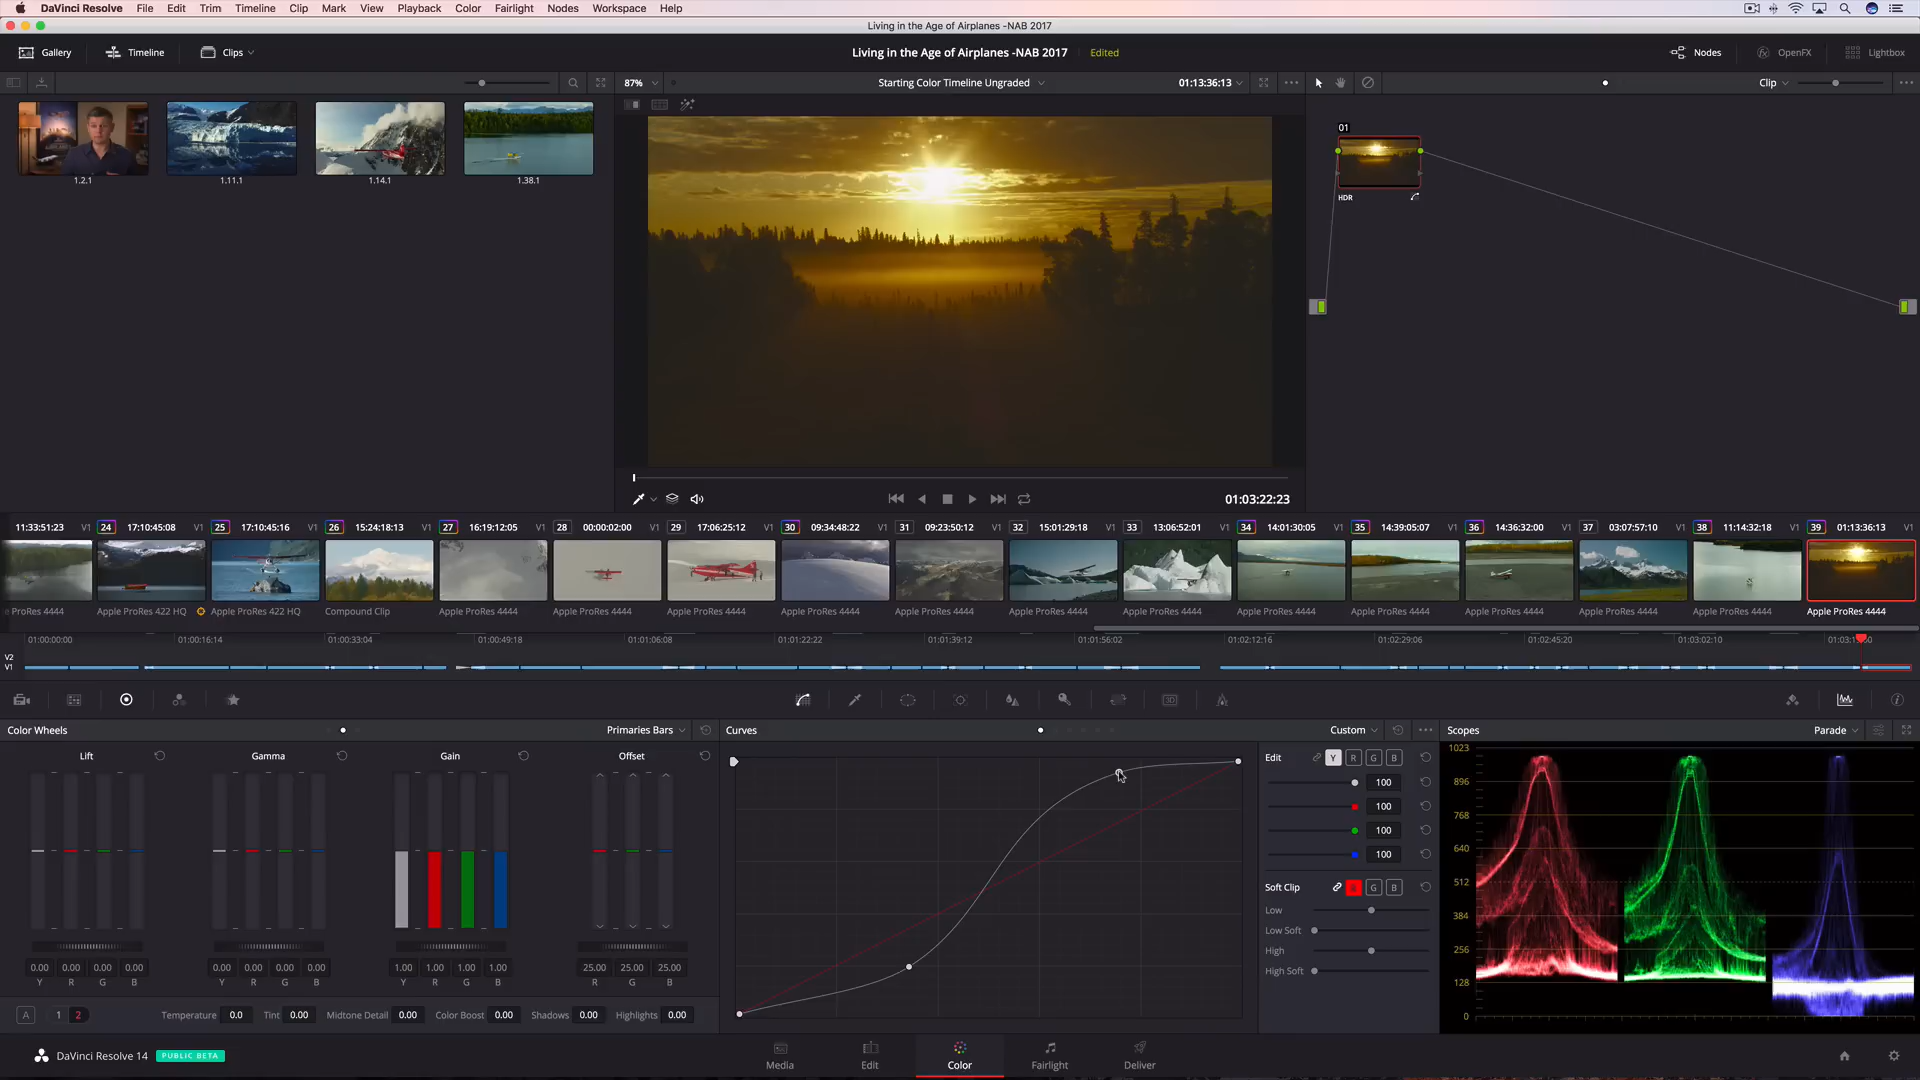 DaVinci Resolve File Edit Trim Timeline Clip Mark View Playback Color Fairlight Nodes Workspace Help
Living in the Age of Airplanes -NAB 2017
Gallery Timeline Clips Living in the Age of Airplanes -NAB 2017 Edited Nodes OpenFX Lightbox
87% Starting Color Timeline Ungraded 01:13:36:13 Clip
01
1.2.1 1.11.1 1.14.1 1.38.1
HDR
01:03:22:23
11:33:51:23 V1 24 17:10:45:08 V1 25 17:10:45:16 V1 26 15:24:18:13 V1 27 16:19:12:05 V1 28 00:00:02:00 V1 29 17:06:25:12 V1 30 09:34:48:22 V1 31 09:23:50:12 V1 32 15:01:29:18 V1 33 13:06:52:01 V1 34 14:01:30:05 V1 35 14:39:05:07 V1 36 14:36:32:00 V1 37 03:07:57:10 V1 38 11:14:32:18 V1 39 01:13:36:13 V1
e ProRes 4444 Apple ProRes 422 HQ Apple ProRes 422 HQ Compound Clip Apple ProRes 4444 Apple ProRes 4444 Apple ProRes 4444 Apple ProRes 4444 Apple ProRes 4444 Apple ProRes 4444 Apple ProRes 4444 Apple ProRes 4444 Apple ProRes 4444 Apple ProRes 4444 Apple ProRes 4444 Apple ProRes 4444 Apple ProRes 4444
01:00:00:00 01:00:16:14 01:00:33:04 01:00:49:18 01:01:06:08 01:01:22:22 01:01:39:12 01:01:56:02 01:02:12:16 01:02:29:06 01:02:45:20 01:03:02:10
V2
V1
Color Wheels Primaries Bars Curves Custom Scopes Parade
Lift Gamma Gain Offset
Edit Y R G B
100
100
100
100
Soft Clip G B
Low
Low Soft
High
High Soft
1023
896
768
640
512
384
256
128
0
0.00 0.00 0.00 0.00 0.00 0.00 0.00 0.00 1.00 1.00 1.00 1.00 25.00 25.00 25.00
Y R G B Y R G B Y R G B R G B
A 1 2 Temperature 0.0 Tint 0.00 Midtone Detail 0.00 Color Boost 0.00 Shadows 0.00 Highlights 0.00
DaVinci Resolve 14 PUBLIC BETA Media Edit Color Fairlight Deliver